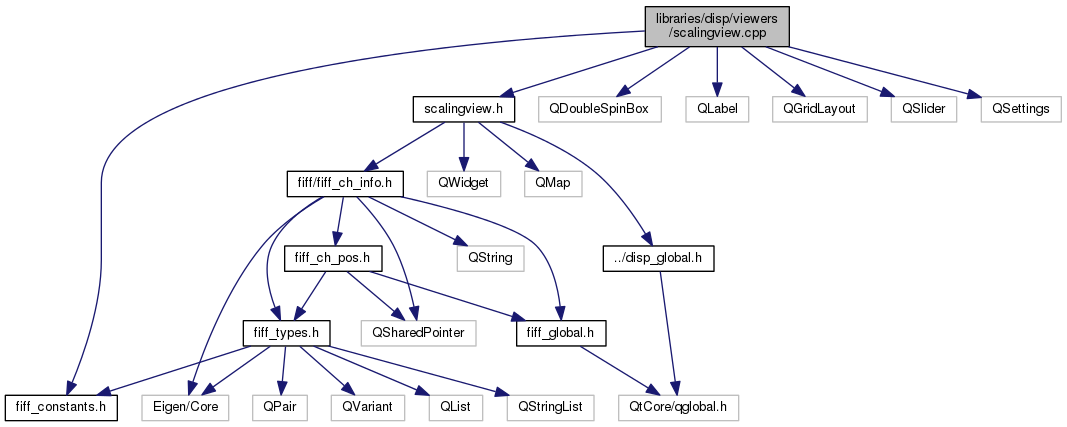 libraries/disp/viewers
/scalingview.cpp
scalingview.h
QDoubleSpinBox
QLabel
QGridLayout
QSlider
QSettings
fiff/fiff_ch_info.h
QWidget
QMap
fiff_ch_pos.h
QString
../disp_global.h
fiff_types.h
QSharedPointer
fiff_global.h
fiff_constants.h
Eigen/Core
QPair
QVariant
QList
QStringList
QtCore/qglobal.h